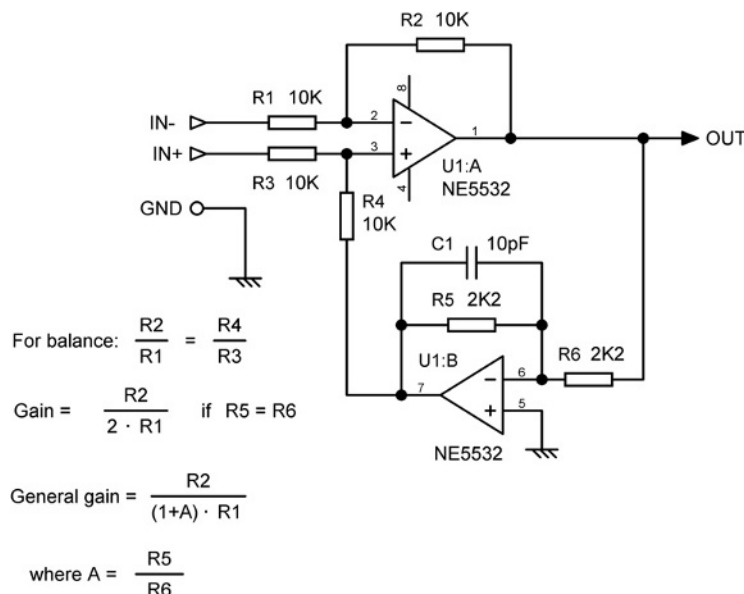 R2 10K
R1 10K
8
IN-
2
-
1
OUT
IN+
3
+
R3 10K
4
U1:A
NE5532
R4
10K
GND
C1 10pF
R5 2K2
For balance: R2/R1 = R4/R3
U1:B
R6 2K2
7
6
-
5
+
NE5532
Gain = R2/2 · R1 if R5 = R6
General gain = R2/(1+A) · R1
where A = R5/R6